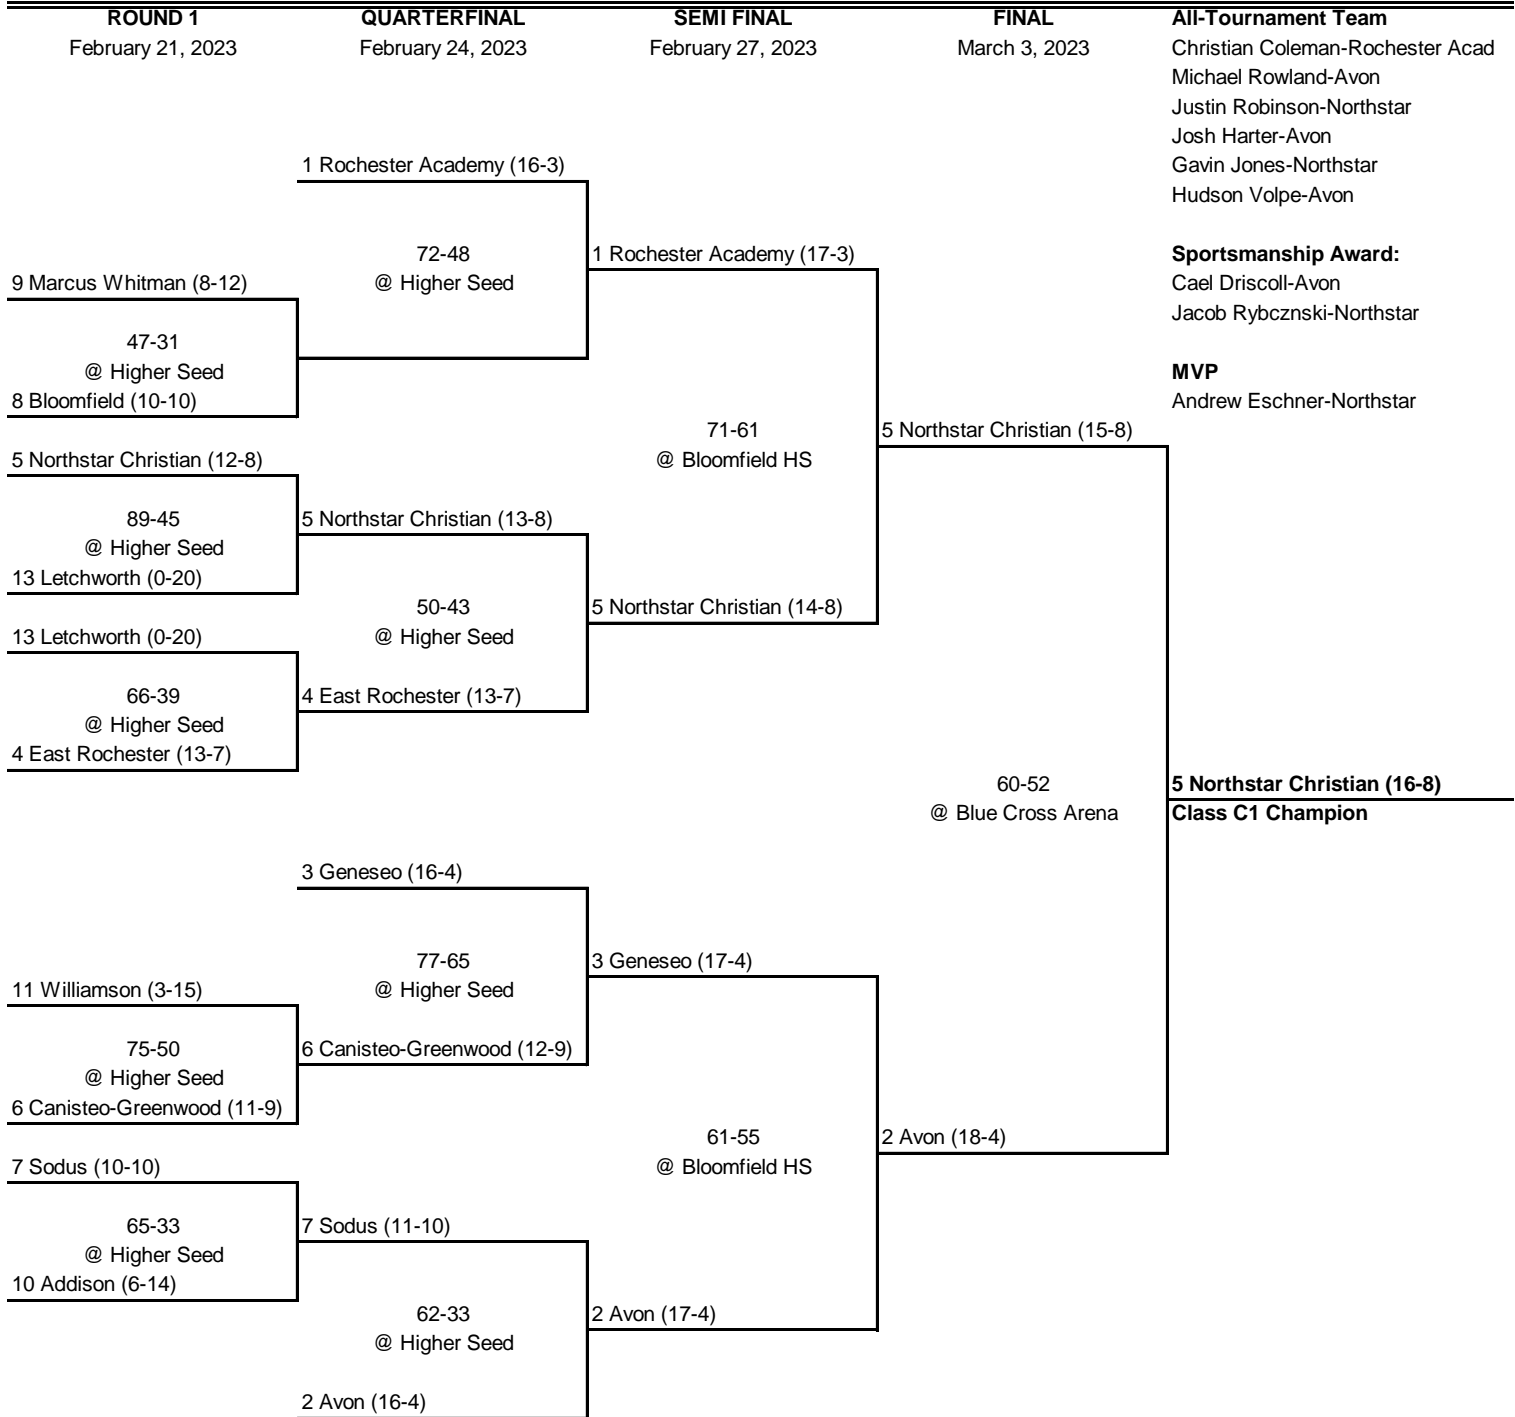 ROUND 1
February 21, 2023
QUARTERFINAL
February 24, 2023
SEMI FINAL
February 27, 2023
FINAL
March 3, 2023
All-Tournament Team
Christian Coleman-Rochester Acad
Michael Rowland-Avon
Justin Robinson-Northstar
Josh Harter-Avon
Gavin Jones-Northstar
Hudson Volpe-Avon
Sportsmanship Award:
Cael Driscoll-Avon
Jacob Rybcznski-Northstar
MVP
Andrew Eschner-Northstar
9 Marcus Whitman (8-12)
47-31
@ Higher Seed
8 Bloomfield (10-10)
5 Northstar Christian (12-8)
89-45
@ Higher Seed
13 Letchworth (0-20)
13 Letchworth (0-20)
66-39
@ Higher Seed
4 East Rochester (13-7)
11 Williamson (3-15)
75-50
@ Higher Seed
6 Canisteo-Greenwood (11-9)
7 Sodus (10-10)
65-33
@ Higher Seed
10 Addison (6-14)
1 Rochester Academy (16-3)
72-48
@ Higher Seed
5 Northstar Christian (13-8)
50-43
@ Higher Seed
4 East Rochester (13-7)
3 Geneseo (16-4)
77-65
@ Higher Seed
6 Canisteo-Greenwood (12-9)
7 Sodus (11-10)
62-33
@ Higher Seed
2 Avon (16-4)
1 Rochester Academy (17-3)
71-61
@ Bloomfield HS
5 Northstar Christian (14-8)
3 Geneseo (17-4)
61-55
@ Bloomfield HS
2 Avon (17-4)
5 Northstar Christian (15-8)
60-52
@ Blue Cross Arena
2 Avon (18-4)
5 Northstar Christian (16-8)
Class C1 Champion